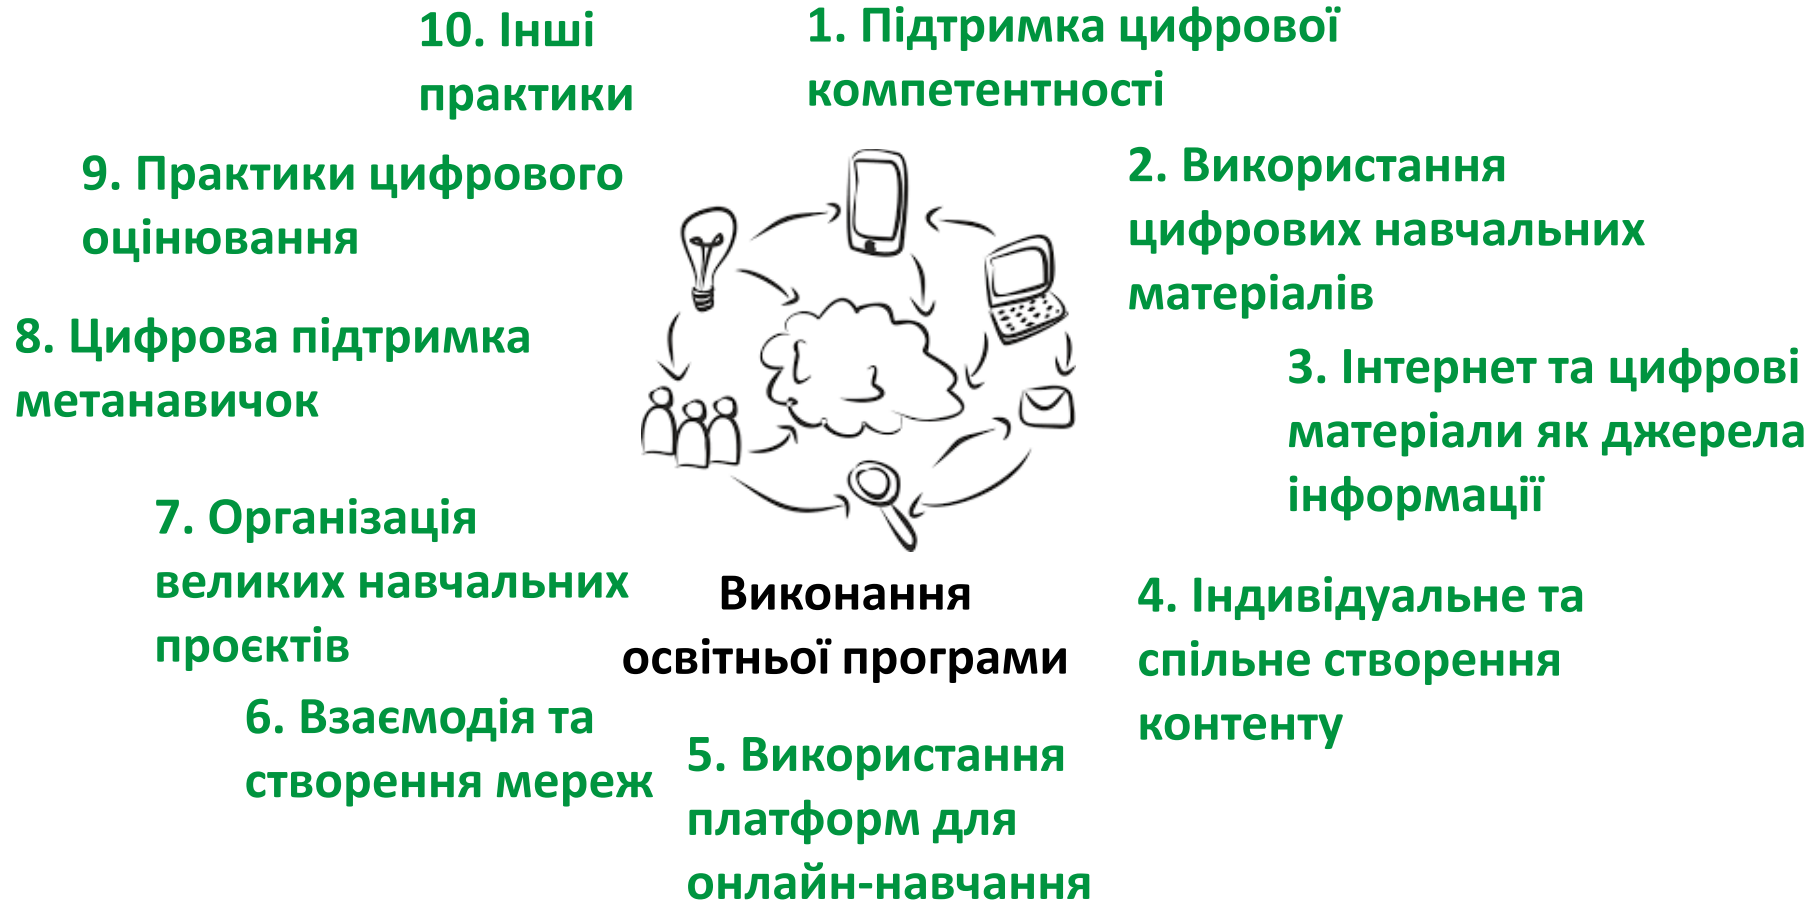 1. Підтримка цифрової
компетентності
2. Використання
цифрових навчальних
матеріалів
3. Інтернет та цифрові
матеріали як джерела
інформації
4. Індивідуальне та
спільне створення
контенту
5. Використання
платформ для
онлайн-навчання
6. Взаємодія та
створення мереж
7. Організація
великих навчальних
проєктів
8. Цифрова підтримка
метанавичок
9. Практики цифрового
оцінювання
10. Інші
практики
Виконання
освітньої програми